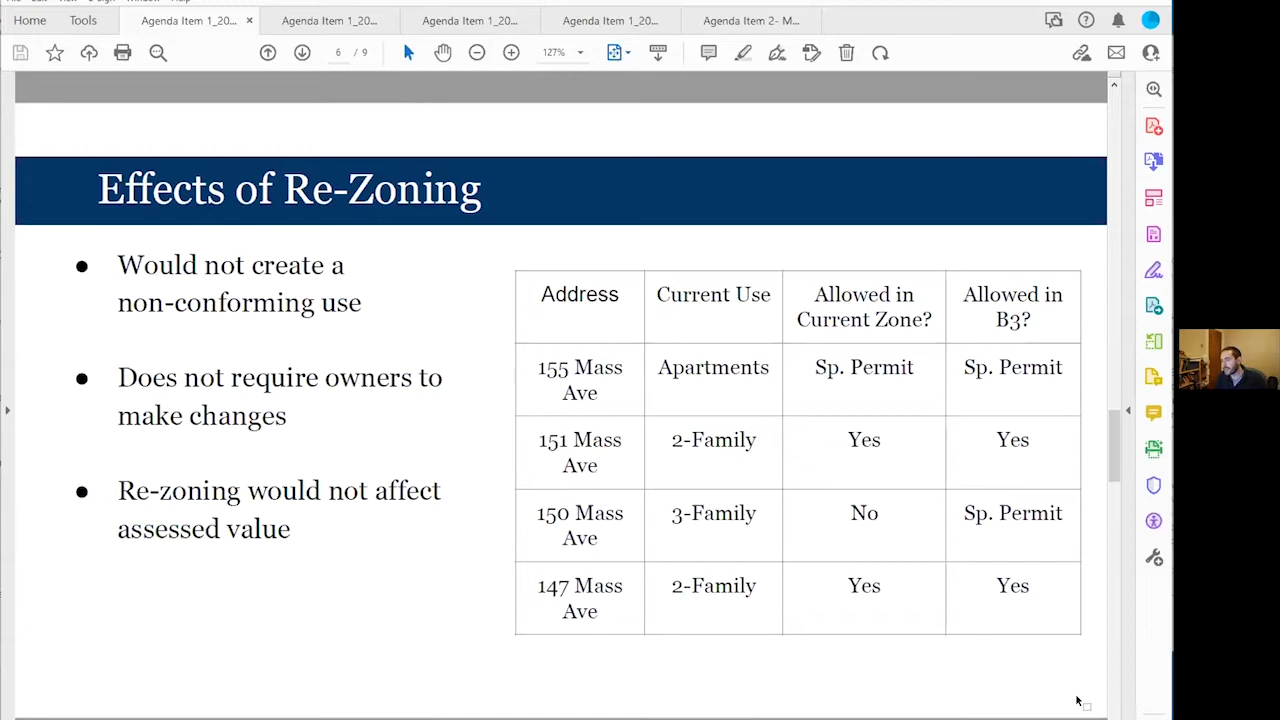 Home Tools Agenda Item 1_20... × Agenda Item 1_20... Agenda Item 1_20... Agenda Item 1_20... Agenda Item 2- M...
6 / 9 127%
Effects of Re-Zoning
● Would not create a
non-conforming use
● Does not require owners to
make changes
● Re-zoning would not affect
assessed value
Address Current Use Allowed in Current Zone? Allowed in B3?
155 Mass Ave Apartments Sp. Permit Sp. Permit
151 Mass Ave 2-Family Yes Yes
150 Mass Ave 3-Family No Sp. Permit
147 Mass Ave 2-Family Yes Yes